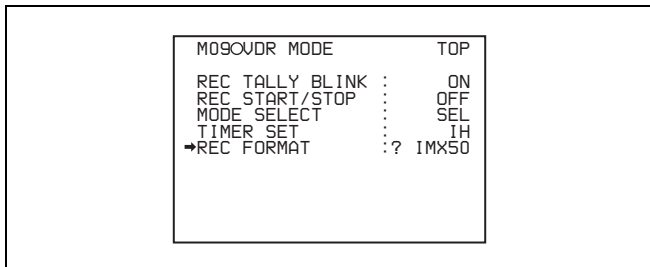 M09OVDR MODE TOP
REC TALLY BLINK : ON
REC START/STOP : OFF
MODE SELECT : SEL
TIMER SET : IH
➡REC FORMAT :? IMX50